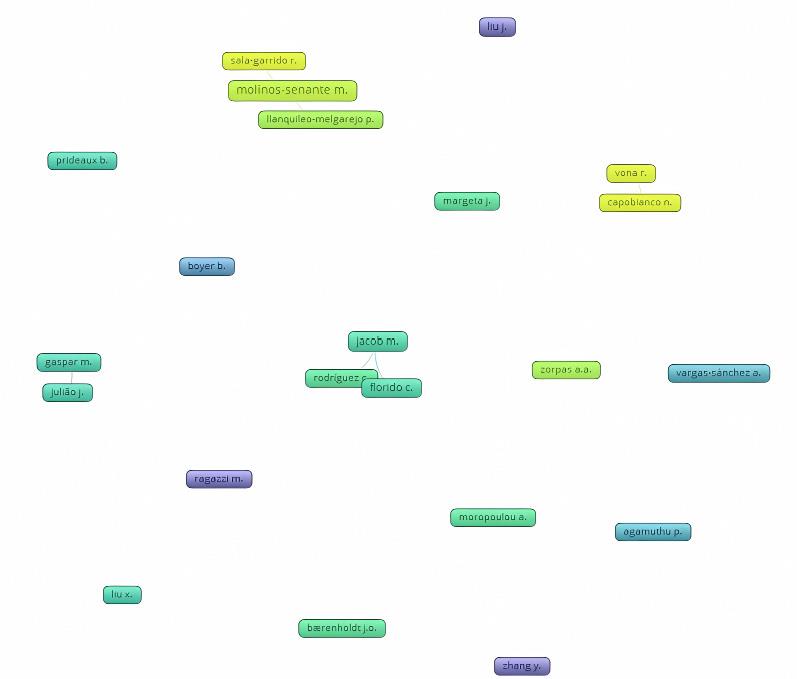 liu j.
sala-garrido r.
molinos-senante m.
llanquileo-melgarejo p.
prideaux b.
vona r.
margeta j.
capobianco n.
boyer b.
jacob m.
gaspar m.
zorpas a.a.
vargas-sánchez a.
rodríguez c.
florido c.
julião j.
ragazzi m.
moropoulou a.
agamuthu p.
liu x.
bærenholdt j.o.
zhang y.